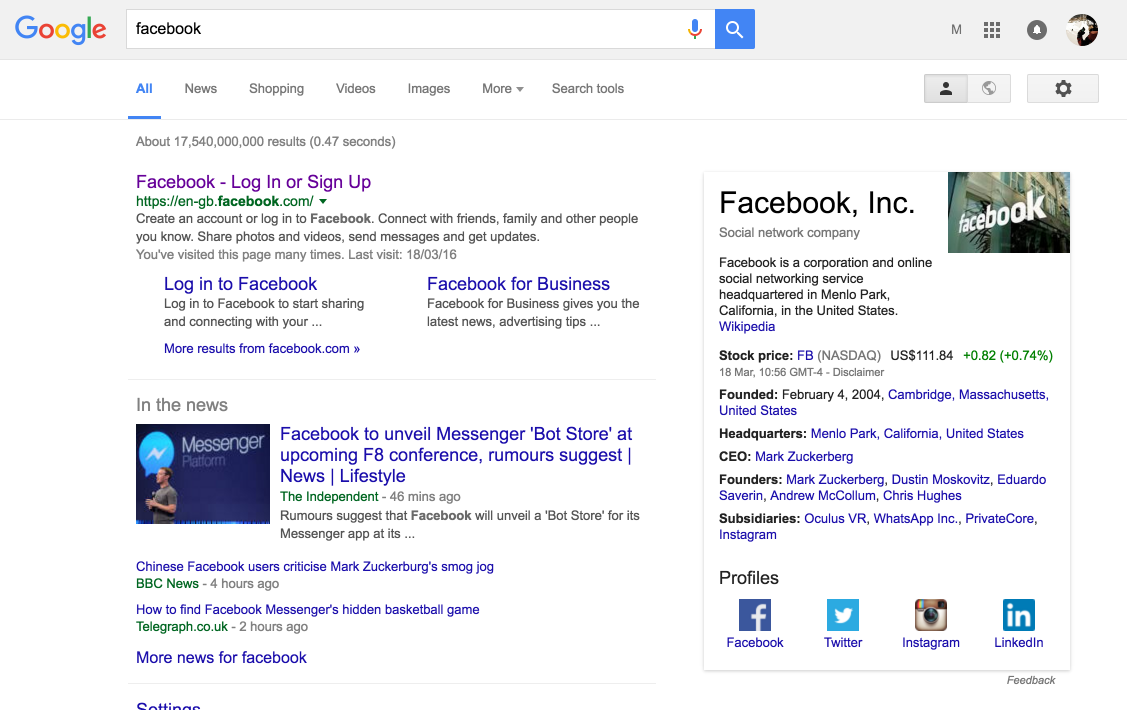 Google
facebook
M
All
News
Shopping
Videos
Images
More
Search tools
About 17,540,000,000 results (0.47 seconds)
Facebook - Log In or Sign Up
https://en-gb.facebook.com/
Create an account or log in to Facebook. Connect with friends, family and other people
you know. Share photos and videos, send messages and get updates.
You've visited this page many times. Last visit: 18/03/16
Log in to Facebook
Log in to Facebook to start sharing
and connecting with your ...
Facebook for Business
Facebook for Business gives you the
latest news, advertising tips ...
More results from facebook.com »
In the news
Messenger
Platform
Facebook to unveil Messenger 'Bot Store' at
upcoming F8 conference, rumours suggest |
News | Lifestyle
The Independent - 46 mins ago
Rumours suggest that Facebook will unveil a 'Bot Store' for its
Messenger app at its ...
Chinese Facebook users criticise Mark Zuckerburg's smog jog
BBC News - 4 hours ago
How to find Facebook Messenger's hidden basketball game
Telegraph.co.uk - 2 hours ago
More news for facebook
Settings
Facebook, Inc.
Social network company
facebook
Facebook is a corporation and online
social networking service
headquartered in Menlo Park,
California, in the United States.
Wikipedia
Stock price: FB (NASDAQ) US$111.84 +0.82 (+0.74%)
18 Mar, 10:56 GMT-4 - Disclaimer
Founded: February 4, 2004, Cambridge, Massachusetts,
United States
Headquarters: Menlo Park, California, United States
CEO: Mark Zuckerberg
Founders: Mark Zuckerberg, Dustin Moskovitz, Eduardo
Saverin, Andrew McCollum, Chris Hughes
Subsidiaries: Oculus VR, WhatsApp Inc., PrivateCore,
Instagram
Profiles
Facebook
Twitter
Instagram
LinkedIn
Feedback